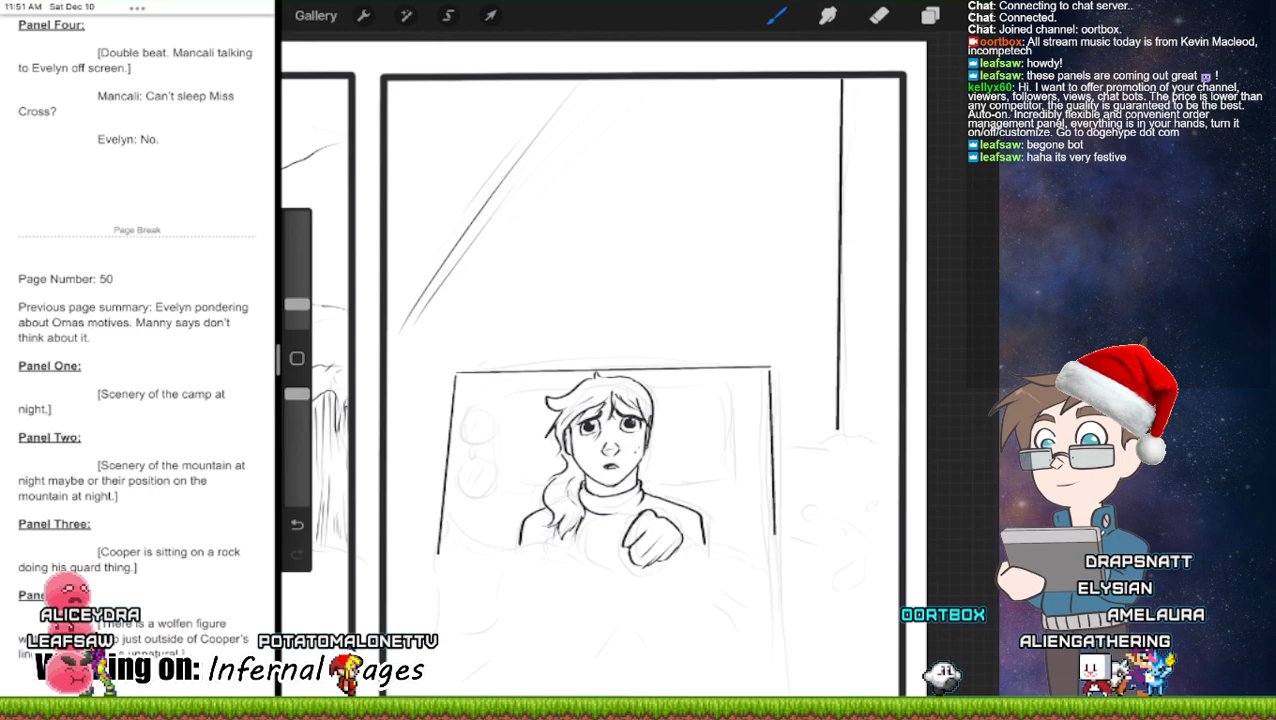 11:51 AM Sat Dec 10
Panel Four:
[Double beat. Mancali talking
to Evelyn off screen.]
Mancali: Can't sleep Miss
Cross?
Evelyn: No.
Page Break
Page Number: 50
Previous page summary: Evelyn pondering
about Omas motives. Manny says don't
think about it.
Panel One:
[Scenery of the camp at
night,]
Panel Two:
[Scenery of the mountain at
night maybe or their position on the
mountain at night.]
Panel Three:
[Cooper is sitting on a rock
doing his guard thing.]
is a wolfen figure
just outside of Cooper's
Gallery
Chat: Connecting to chat server..
Chat: Connected.
Chat: Joined channel: oortbox.
oortbox: All stream music today is from Kevin Macleod,
incompetech
leafsaw: howdy!
leafsaw: these panels are coming out great !
kellyx60: Hi. I want to offer promotion of your channel,
viewers, followers, views, chat bots. The price is lower than
any competitor, the quality is guaranteed to be the best.
Auto-on. Incredibly flexible and convenient order
management panel, everything is in your hands, turn it
on/off/customize. Go to dogehype dot com
leafsaw: begone bot
leafsaw: haha its very festive
ALICEYDRA
LEAFSAW
POTATOMALONETTV
on: Infernal ages
OORTBOX
DRAPSNATT
ELYSIAN
AMELAURA
ALIENGATHERING